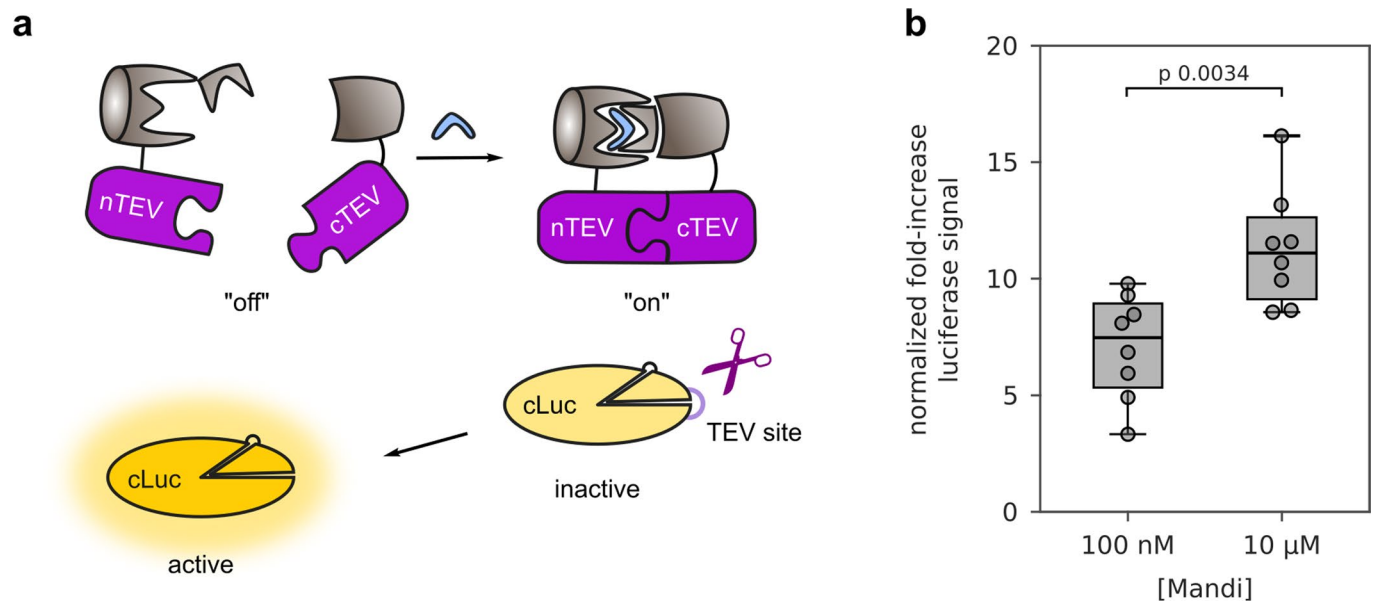 a
nTEV
cTEV
"off"
nTEV
cTEV
"on"
cLuc
TEV site
inactive
cLuc
active
b
normalized fold-increase
luciferase signal
20
15
10
5
0
p 0.0034
100 nM
10 µM
[Mandi]